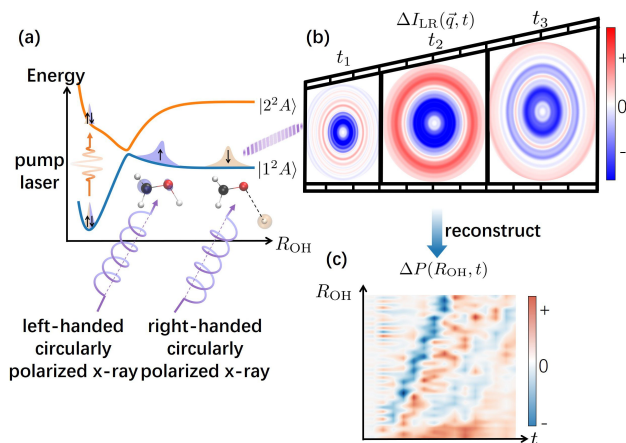 (a)
Energy
|2²A⟩
|1²A⟩
pump
laser
R_OH
left-handed
circularly
polarized x-ray
right-handed
circularly
polarized x-ray
(b)
ΔI_LR(q⃗, t)
t₁
t₂
t₃
+
0
−
reconstruct
(c)
ΔP(R_OH, t)
R_OH
t
+
0
−